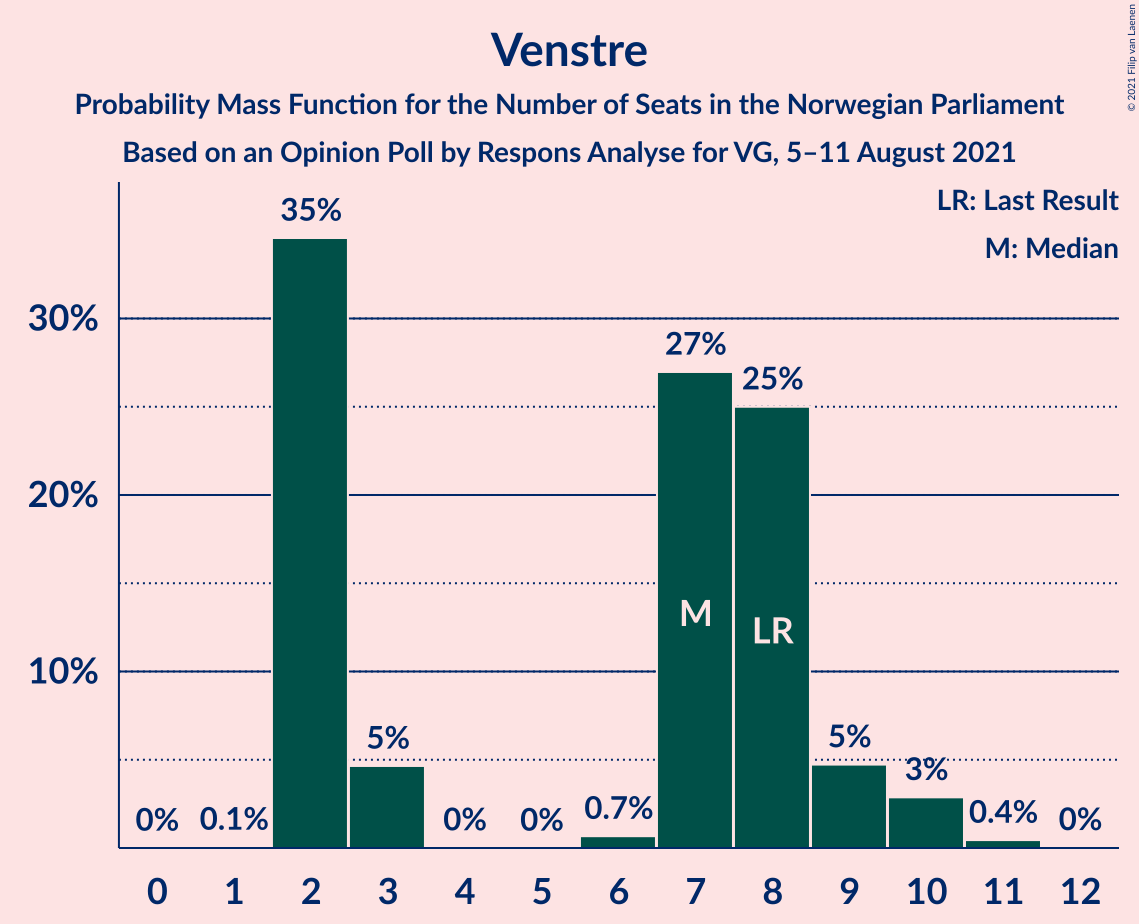 Venstre
Probability Mass Function for the Number of Seats in the Norwegian Parliament
Based on an Opinion Poll by Respons Analyse for VG, 5–11 August 2021
© 2021 Filip van Laenen
LR: Last Result
M: Median
30%
20%
10%
0%
0.1%
35%
5%
0%
0%
0.7%
27%
25%
5%
3%
0.4%
0%
M
LR
0 1 2 3 4 5 6 7 8 9 10 11 12